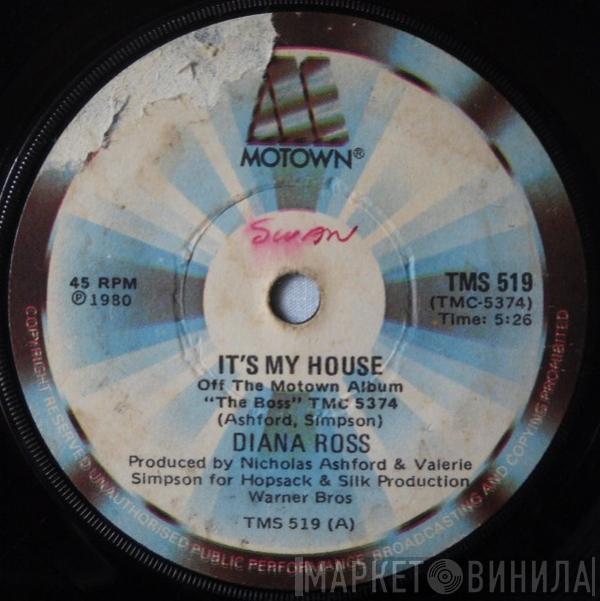 MOTOWN®
Swan
45 RPM
℗ 1980
TMS 519
(TMC-5374)
Time: 5:26
IT'S MY HOUSE
Off The Motown Album
"The Boss" TMC 5374
(Ashford, Simpson)
DIANA ROSS
Produced by Nicholas Ashford & Valerie
Simpson for Hopsack & Silk Production
Warner Bros
TMS 519 (A)
COPYRIGHT RESERVED. UNAUTHORISED PUBLIC PERFORMANCE, BROADCASTING AND COPYING PROHIBITED
МАРКЕТ ВИНИЛА